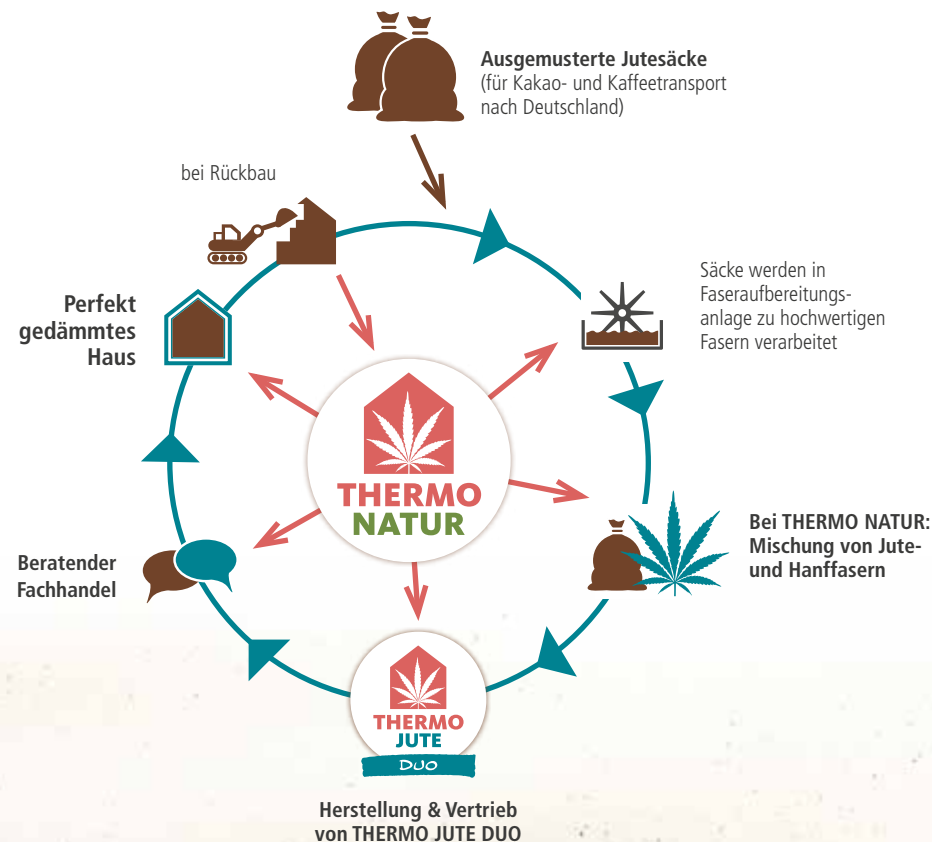 Ausgemusterte Jutesäcke
(für Kakao- und Kaffeetransport
nach Deutschland)
bei Rückbau
Säcke werden in
Faseraufbereitungs-
anlage zu hochwertigen
Fasern verarbeitet
Perfekt
gedämmtes
Haus
THERMO
NATUR
Bei THERMO NATUR:
Mischung von Jute-
und Hanffasern
Beratender
Fachhandel
THERMO
JUTE
DUO
Herstellung & Vertrieb
von THERMO JUTE DUO